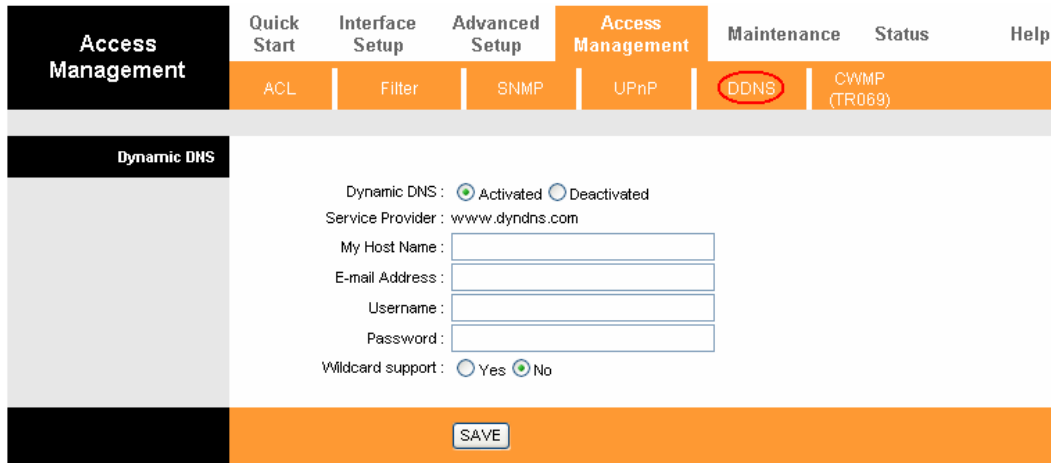 Access Management
Quick Start
Interface Setup
Advanced Setup
Access Management
Maintenance
Status
Help
ACL
Filter
SNMP
UPnP
DDNS
CWMP (TR069)
Dynamic DNS
Dynamic DNS : Activated Deactivated
Service Provider : www.dyndns.com
My Host Name :
E-mail Address :
Username :
Password :
Wildcard support : Yes No
SAVE